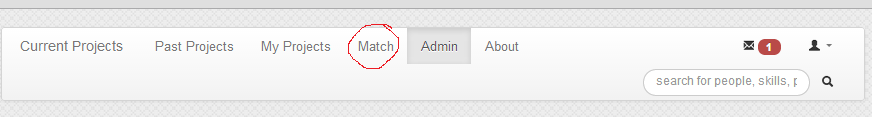 Current Projects Past Projects My Projects Match Admin About 1
search for people, skills, p